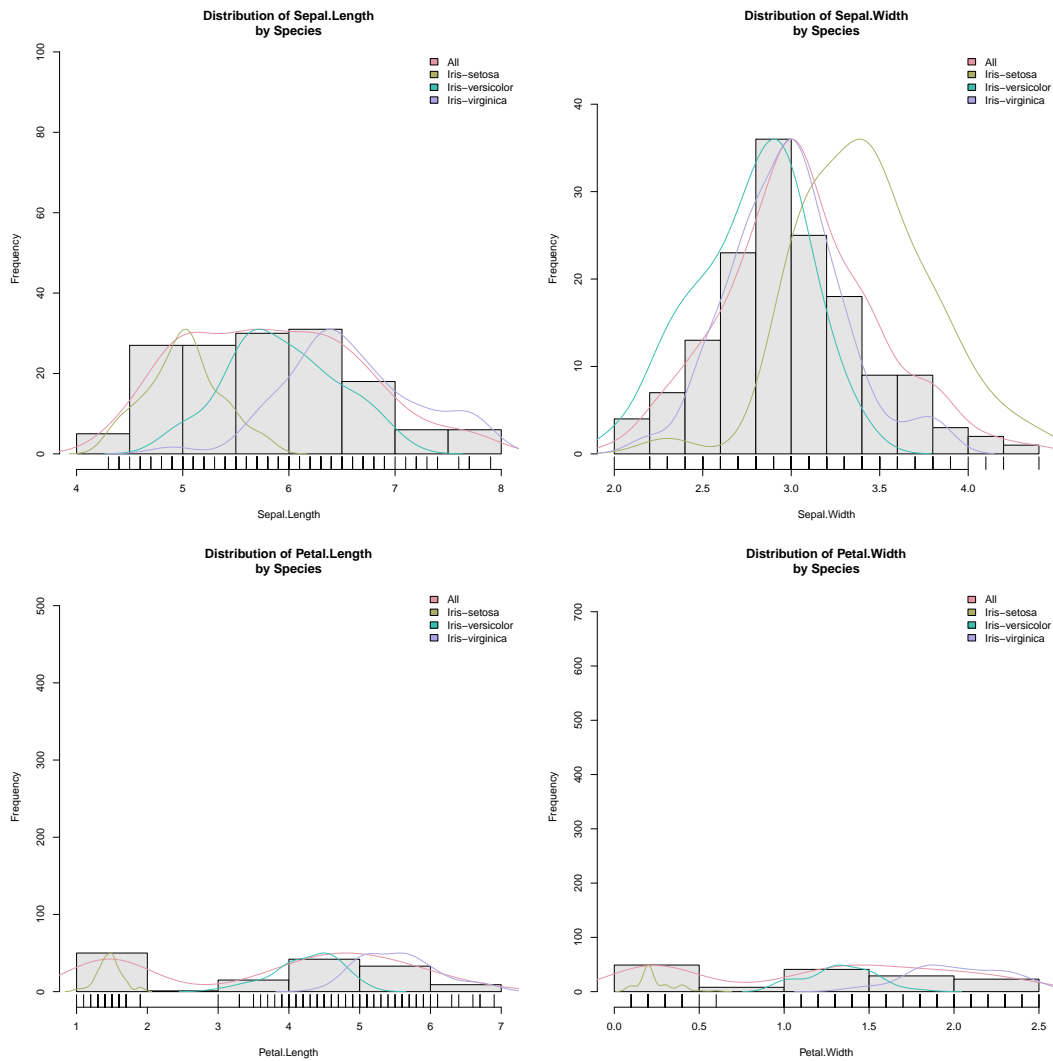 Distribution of Sepal.Length
by Species
All
Iris−setosa
Iris−versicolor
Iris−virginica
Frequency
100
80
60
40
20
0
4 5 6 7 8
Sepal.Length
Distribution of Sepal.Width
by Species
All
Iris−setosa
Iris−versicolor
Iris−virginica
Frequency
40
30
20
10
0
2.0 2.5 3.0 3.5 4.0
Sepal.Width
Distribution of Petal.Length
by Species
All
Iris−setosa
Iris−versicolor
Iris−virginica
Frequency
500
400
300
200
100
0
1 2 3 4 5 6 7
Petal.Length
Distribution of Petal.Width
by Species
All
Iris−setosa
Iris−versicolor
Iris−virginica
Frequency
700
600
500
400
300
200
100
0
0.0 0.5 1.0 1.5 2.0 2.5
Petal.Width